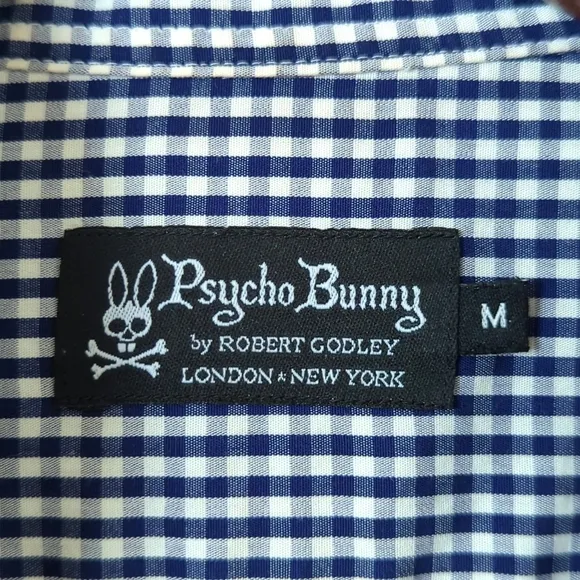 Psycho Bunny
by ROBERT GODLEY
LONDON * NEW YORK
M